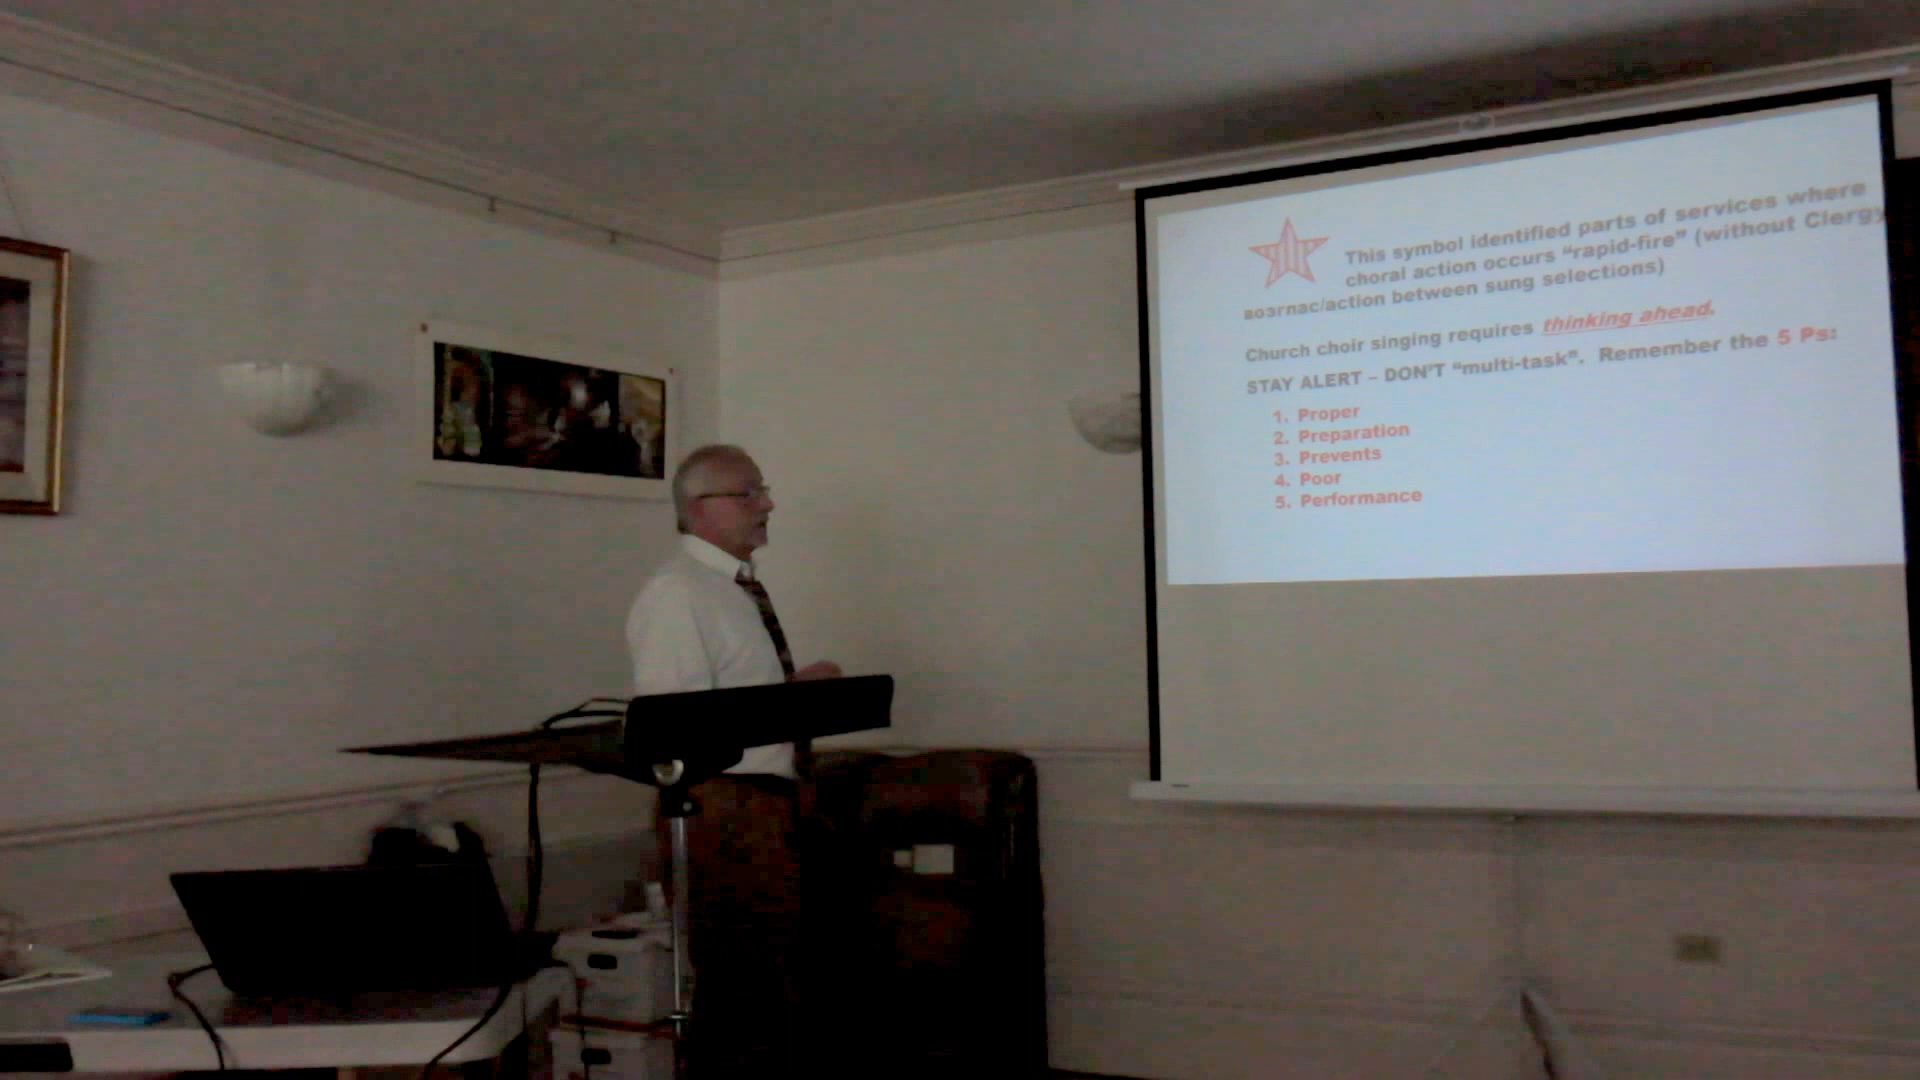 This symbol identified parts of services where
choral action occurs “rapid-fire” (without Clergy
возглас/action between sung selections)
Church choir singing requires thinking ahead.
STAY ALERT – DON’T “multi-task”. Remember the 5 Ps:
1. Proper
2. Preparation
3. Prevents
4. Poor
5. Performance